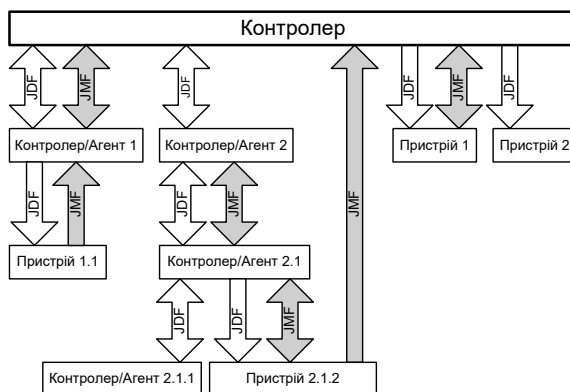 Контролер
JDF
JMF
JDF
JDF
JMF
JDF
Контролер/Агент 1
Контролер/Агент 2
Пристрій 1
Пристрій 2
JDF
JMF
JDF
JMF
JMF
Пристрій 1.1
Контролер/Агент 2.1
JDF
JDF
JMF
Контролер/Агент 2.1.1
Пристрій 2.1.2